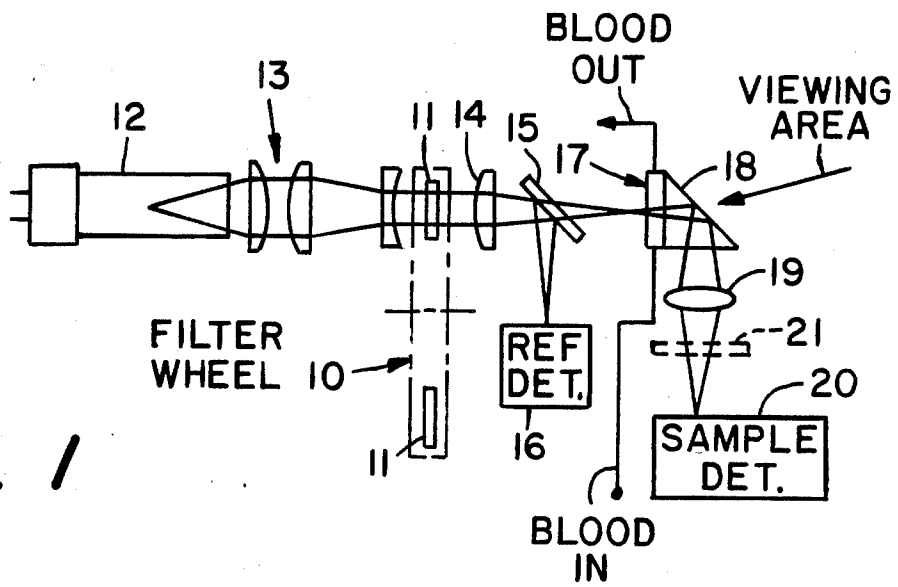 BLOOD
OUT
VIEWING
AREA
13
12
11
14
15
17
18
19
21
FILTER
WHEEL 10
REF
DET.
16
11
20
SAMPLE
DET.
BLOOD
IN
. 1